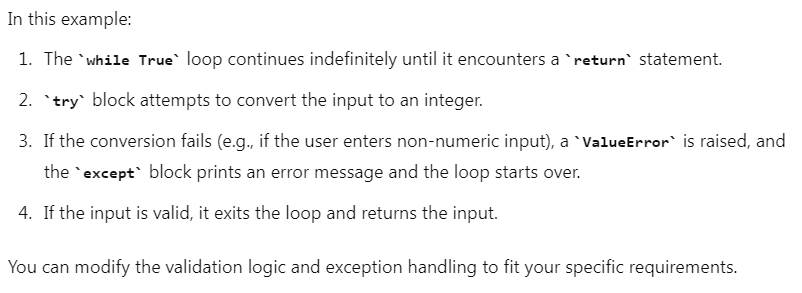 In this example:
1. The `while True` loop continues indefinitely until it encounters a `return` statement.
2. `try` block attempts to convert the input to an integer.
3. If the conversion fails (e.g., if the user enters non-numeric input), a `ValueError` is raised, and
the `except` block prints an error message and the loop starts over.
4. If the input is valid, it exits the loop and returns the input.
You can modify the validation logic and exception handling to fit your specific requirements.